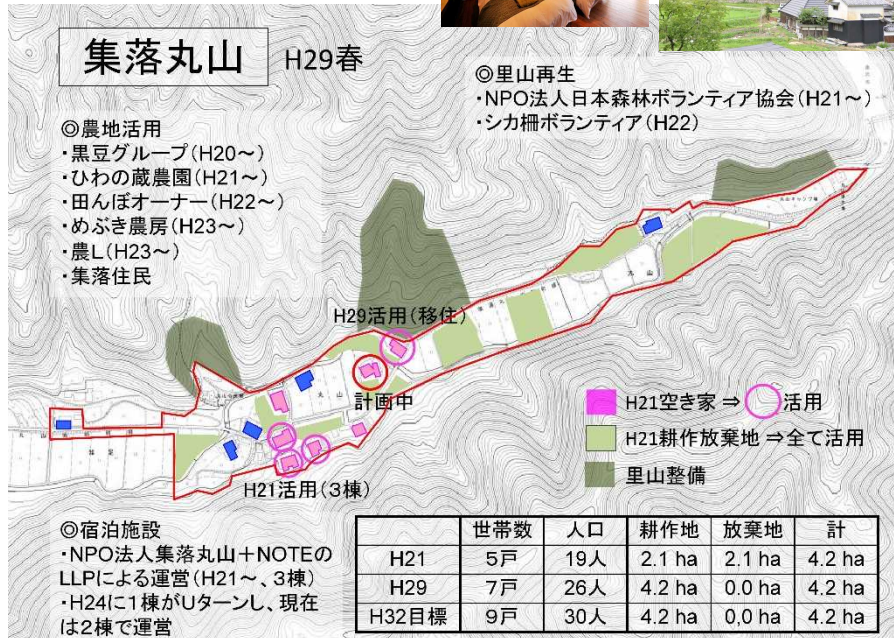 集落丸山 H29春
◎里山再生
・NPO法人日本森林ボランティア協会(H21～)
・シカ柵ボランティア(H22)
◎農地活用
・黒豆グループ(H20～)
・ひわの蔵農園(H21～)
・田んぼオーナー(H22～)
・めぶき農房(H23～)
・農L(H23～)
・集落住民
丸山
H29活用(移住)
丸山
計画中
H21活用(3棟)
H21空き家 ⇒ 活用
H21耕作放棄地 ⇒全て活用
里山整備
◎宿泊施設
・NPO法人集落丸山+NOTEの
LLPによる運営(H21～、3棟)
・H24に1棟がUターンし、現在
は2棟で運営
世帯数 人口 耕作地 放棄地 計
H21 5戸 19人 2.1 ha 2.1 ha 4.2 ha
H29 7戸 26人 4.2 ha 0.0 ha 4.2 ha
H32目標 9戸 30人 4.2 ha 0,0 ha 4.2 ha